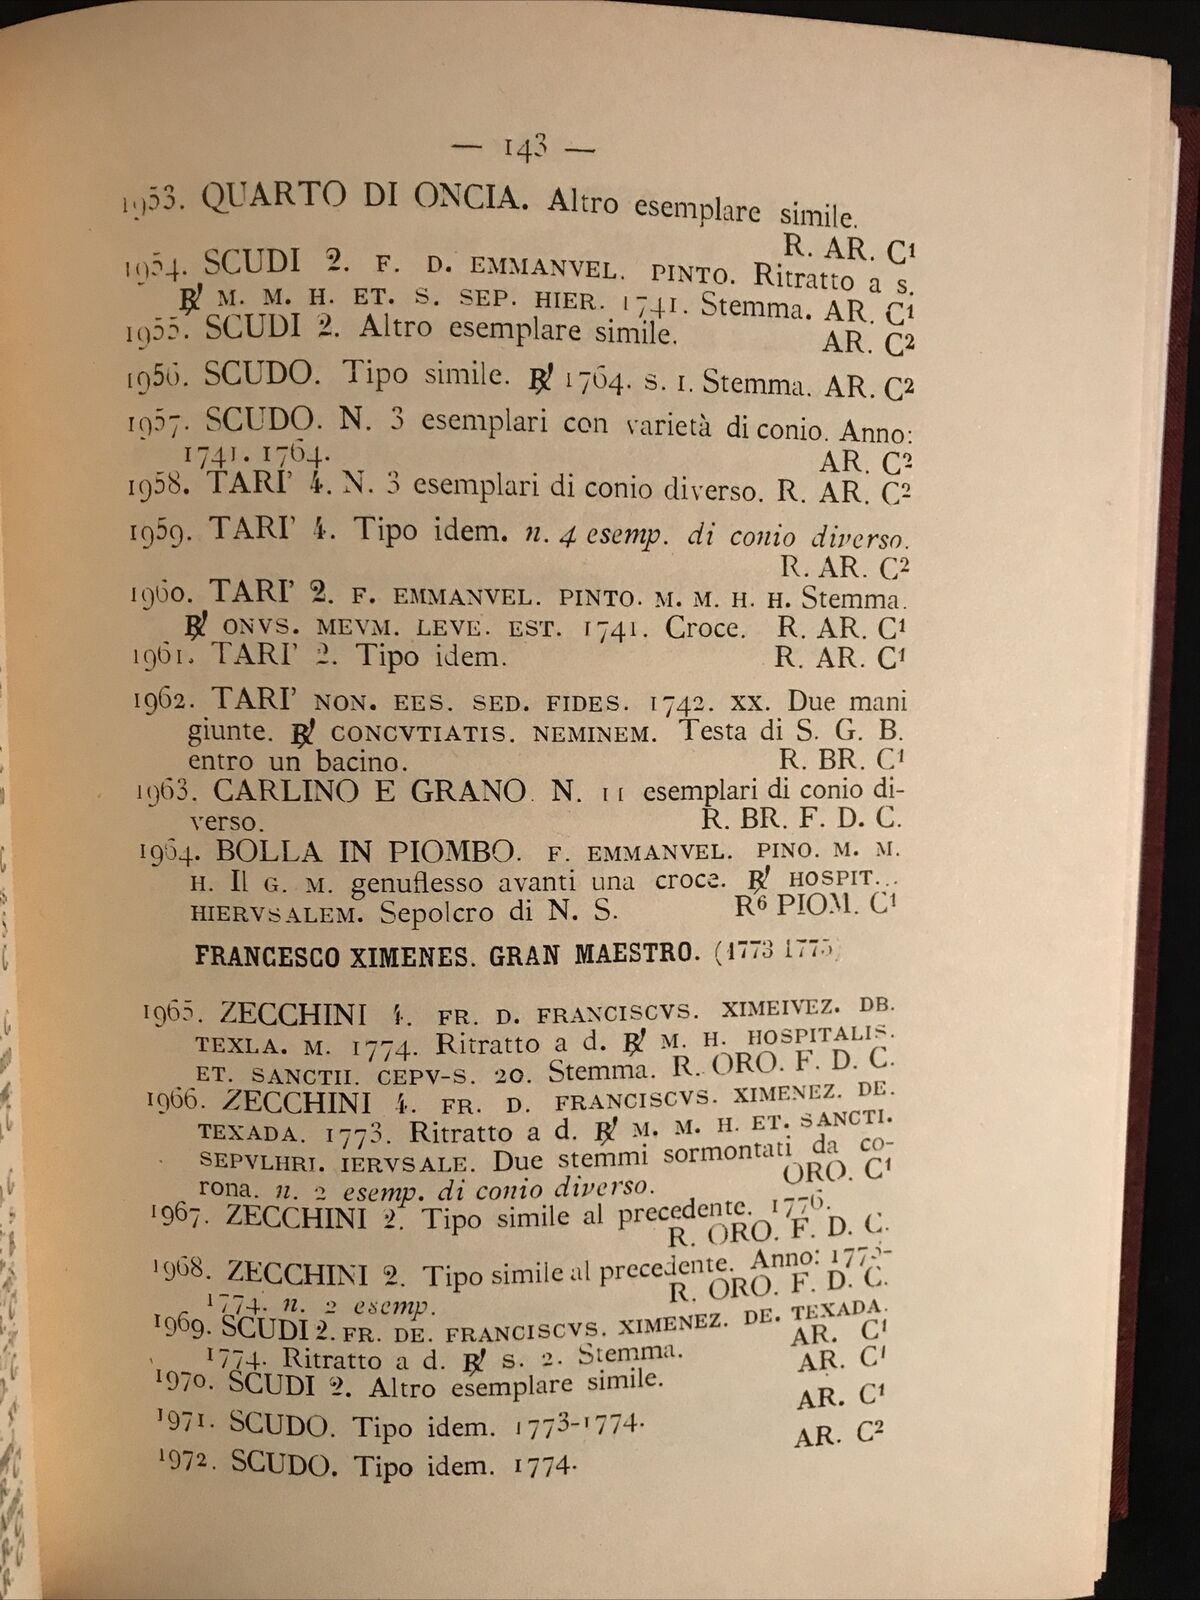 — 143 —
1953. QUARTO DI ONCIA. Altro esemplare simile.
R. AR. C¹
1954. SCUDI 2. F. D. EMMANVEL. PINTO. Ritratto a s.
R/ M. M. H. ET. S. SEP. HIER. 1741. Stemma. AR. C¹
1955. SCUDI 2. Altro esemplare simile. AR. C²
1956. SCUDO. Tipo simile. R/ 1764. S. 1. Stemma. AR. C²
1957. SCUDO. N. 3 esemplari con varietà di conio. Anno:
1741. 1764. AR. C²
1958. TARI' 4. N. 3 esemplari di conio diverso. R. AR. C²
1959. TARI' 4. Tipo idem. n. 4 esemp. di conio diverso.
R. AR. C²
1960. TARI' 2. F. EMMANVEL. PINTO. M. M. H. H. Stemma.
R/ ONVS. MEVM. LEVE. EST. 1741. Croce. R. AR. C¹
1961. TARI' 2. Tipo idem. R. AR. C¹
1962. TARI' NON. EES. SED. FIDES. 1742. XX. Due mani
giunte. R/ CONCVTIATIS. NEMINEM. Testa di S. G. B.
entro un bacino. R. BR. C¹
1963. CARLINO E GRANO. N. 11 esemplari di conio di-
verso. R. BR. F. D. C.
1964. BOLLA IN PIOMBO. F. EMMANVEL. PINO. M. M.
H. Il G. M. genuflesso avanti una croce. R/ HOSPIT...
HIERVSALEM. Sepolcro di N. S. R⁶ PIOM. C¹
FRANCESCO XIMENES. GRAN MAESTRO. (1773 1775)
1965. ZECCHINI 4. FR. D. FRANCISCVS. XIMEIVEZ. DB.
TEXLA. M. 1774. Ritratto a d. R/ M. H. HOSPITALIS.
ET. SANCTII. CEPV-S. 20. Stemma. R. ORO. F. D. C.
1966. ZECCHINI 4. FR. D. FRANCISCVS. XIMENEZ. DE.
TEXADA. 1773. Ritratto a d. R/ M. M. H. ET. SANCTI.
SEPVLHRI. IERVSALE. Due stemmi sormontati da co-
rona. n. 2 esemp. di conio diverso. ORO. C¹
1967. ZECCHINI 2. Tipo simile al precedente. 1776.
R. ORO. F. D. C.
1968. ZECCHINI 2. Tipo simile al precedente. Anno: 1773-
1774. n. 2 esemp. R. ORO. F. D. C.
1969. SCUDI 2. FR. DE. FRANCISCVS. XIMENEZ. DE. TEXADA.
1774. Ritratto a d. R/ S. 2. Stemma. AR. C¹
1970. SCUDI 2. Altro esemplare simile. AR. C¹
1971. SCUDO. Tipo idem. 1773-1774. AR. C¹
1972. SCUDO. Tipo idem. 1774. AR. C²